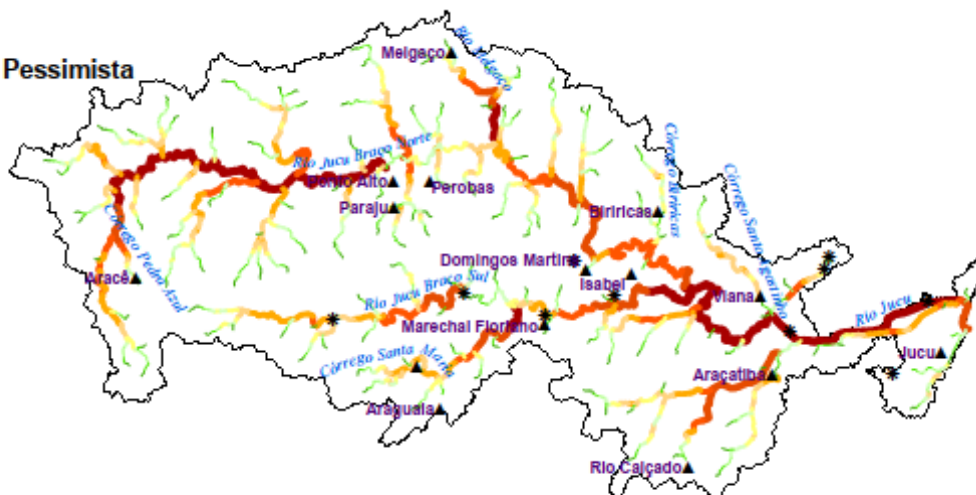 Pessimista
Melgaço
Rio Melgaço
Rio Jucu Braço Norte
Ponto Alto
Perobas
Paraju
Biriricas
Córrego Biriricas
Córrego Santo Agostinho
Córrego Pedra Azul
Aracê
Domingos Martins
Isabel
Viana
Rio Jucu Braço Sul
Rio Jucu
Marechal Floriano
Jucu
Córrego Santa Maria
Araçatiba
Araguaia
Rio Calçado